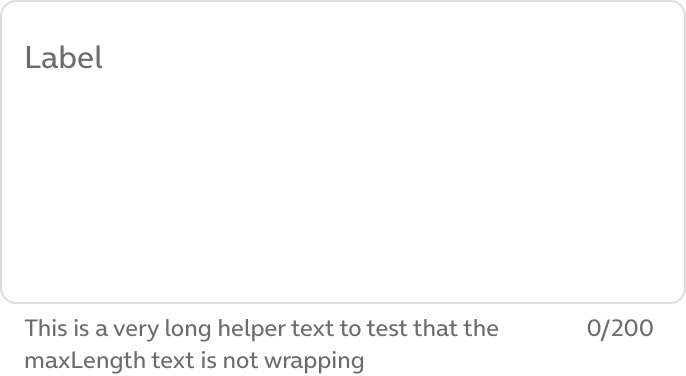 Label
This is a very long helper text to test that the 0/200
maxLength text is not wrapping